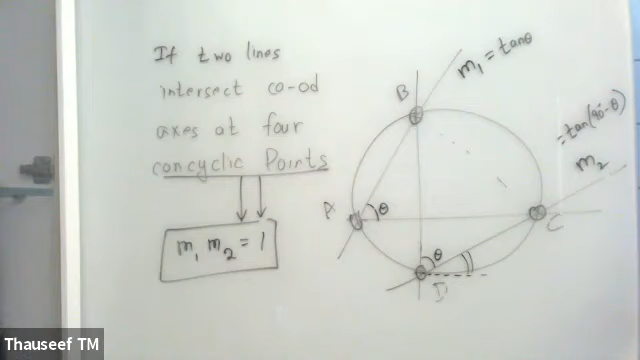 If two lines
intersect co-od
axes at four
concyclic Points
m₁ m₂ = 1
B
m₁ = tanθ
= tan(90-θ)
m₂
A
θ
C
θ
D
Thauseef TM